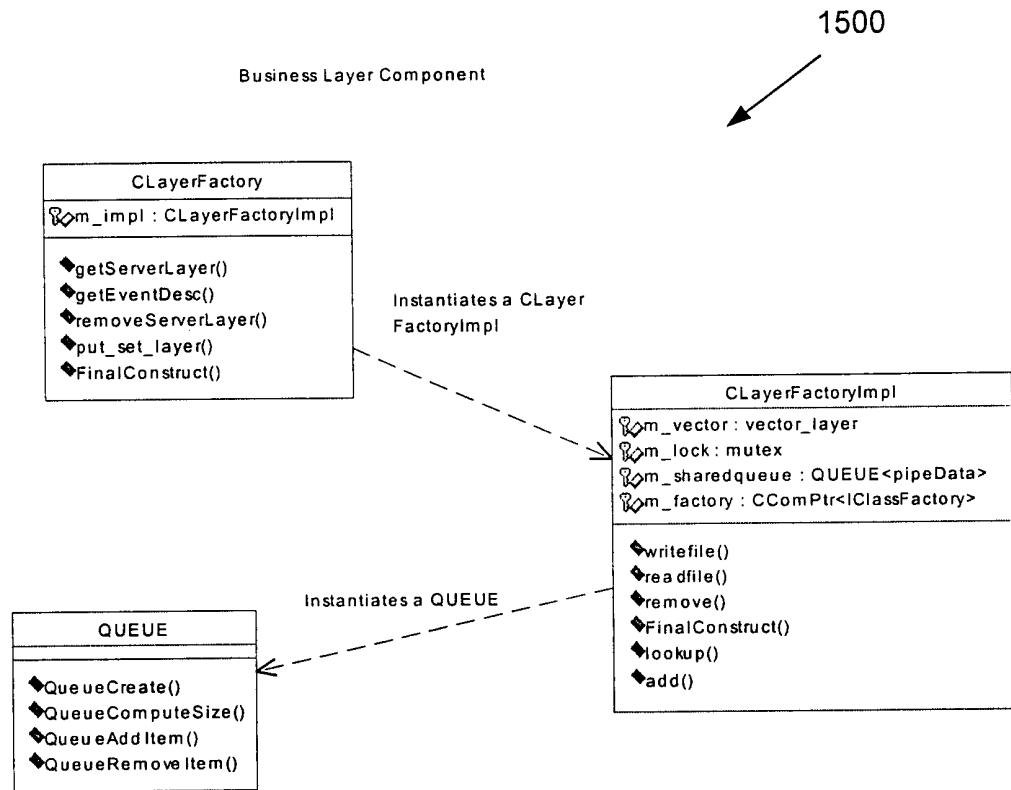 1500
Business Layer Component
CLayerFactory
m_impl : CLayerFactoryImpl
getServerLayer()
getEventDesc()
removeServerLayer()
put_set_layer()
FinalConstruct()
Instantiates a CLayer
FactoryImpl
CLayerFactoryImpl
m_vector : vector_layer
m_lock : mutex
m_sharedqueue : QUEUE<pipeData>
m_factory : CComPtr<IClassFactory>
writefile()
readfile()
remove()
FinalConstruct()
lookup()
add()
Instantiates a QUEUE
QUEUE
QueueCreate()
QueueComputeSize()
QueueAddItem()
QueueRemoveItem()